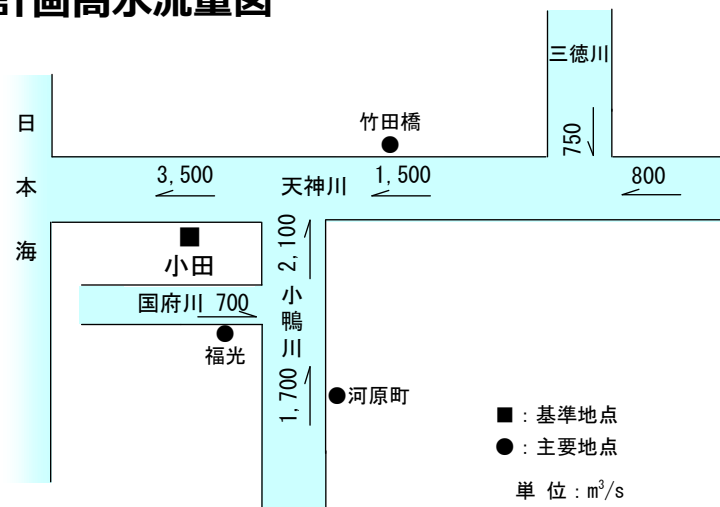 計画高水流量図
三徳川
750
竹田橋
日本海
3,500
天神川
1,500
800
小田
2,100
国府川 700
小鴨川
福光
1,700
河原町
■：基準地点
●：主要地点
単 位：m³/s